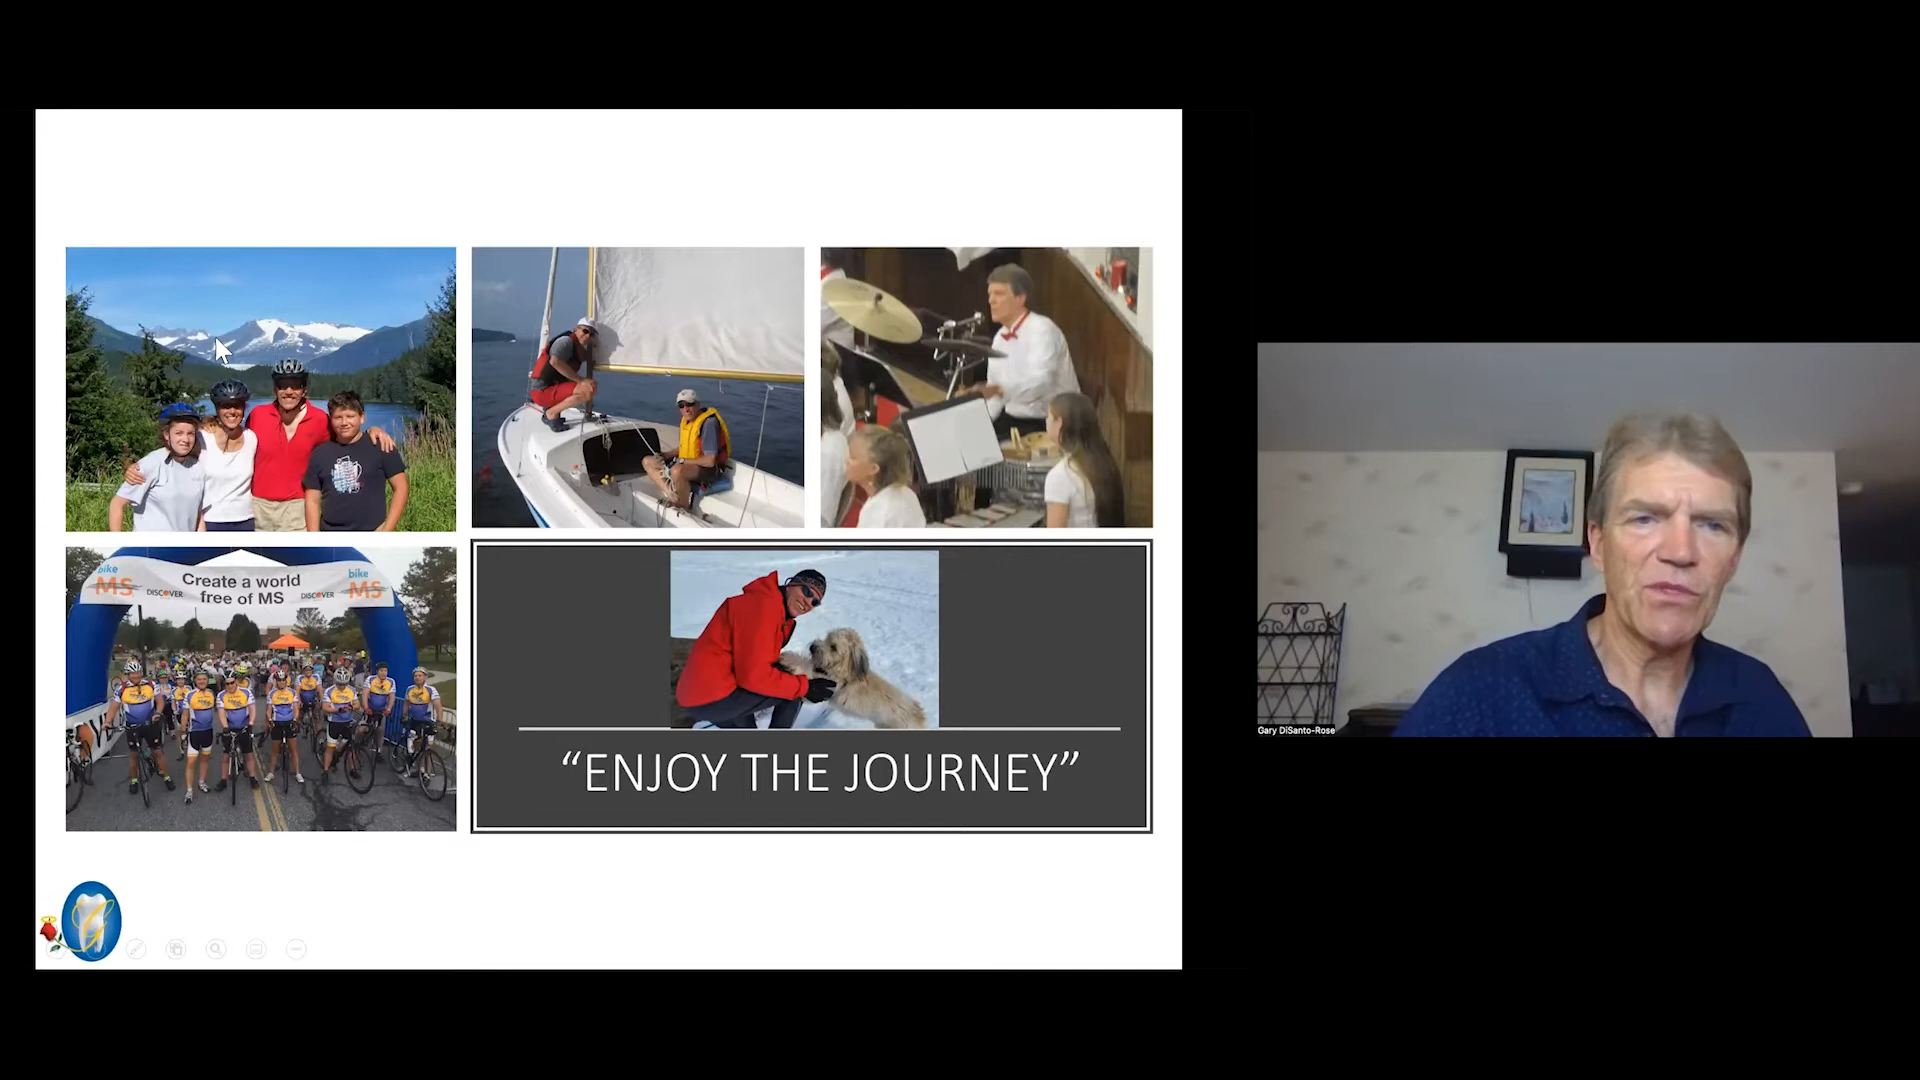 bike
MS
DISCOVER
Create a world
free of MS
DISCOVER
bike
MS
“ENJOY THE JOURNEY”
Gary DiSanto-Rose